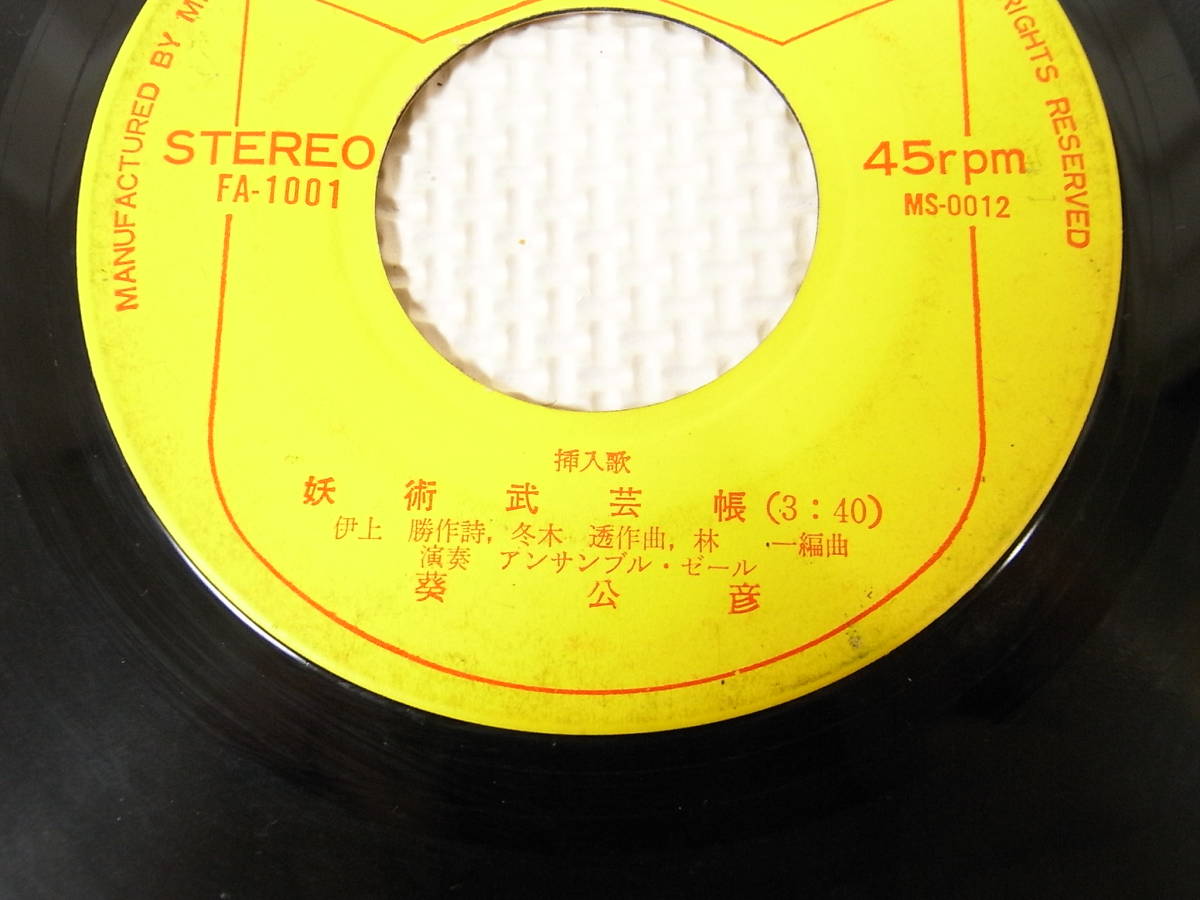 MANUFACTURED BY
RIGHTS RESERVED
STEREO
FA-1001
45rpm
MS-0012
挿入歌
妖術武芸帳(3:40)
伊上 勝作詩, 冬木 透作曲, 林 一編曲
演奏 アンサンブル・ゼール
葵公彦